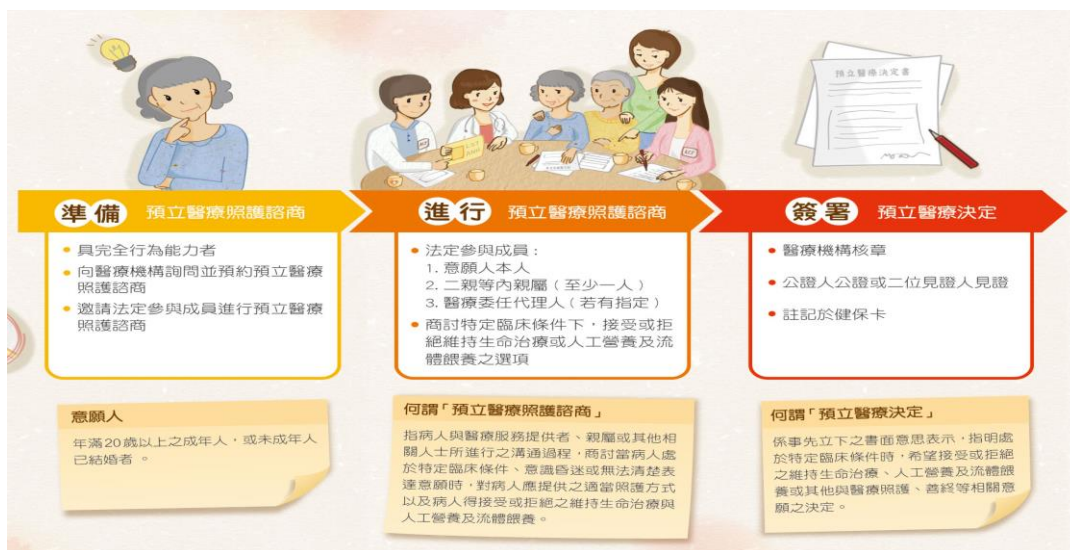 預立醫療決定書
準備 預立醫療照護諮商
具完全行為能力者
向醫療機構詢問並預約預立醫療
照護諮商
邀請法定參與成員進行預立醫療
照護諮商
意願人
年滿20歲以上之成年人，或未成年人
已結婚者。
進行 預立醫療照護諮商
法定參與成員：
1. 意願人本人
2. 二親等內親屬（至少一人）
3. 醫療委任代理人（若有指定）
商討特定臨床條件下，接受或拒
絕維持生命治療或人工營養及流
體餵養之選項
何謂「預立醫療照護諮商」
指病人與醫療服務提供者、親屬或其他相
關人士所進行之溝通過程，商討當病人處
於特定臨床條件、意識昏迷或無法清楚表
達意願時，對病人應提供之適當照護方式
以及病人得接受或拒絕之維持生命治療與
人工營養及流體餵養。
簽署 預立醫療決定
醫療機構核章
公證人公證或二位見證人見證
註記於健保卡
何謂「預立醫療決定」
係事先立下之書面意思表示，指明處
於特定臨床條件時，希望接受或拒絕
之維持生命治療、人工營養及流體餵
養或其他與醫療照護、善終等相關意
願之決定。